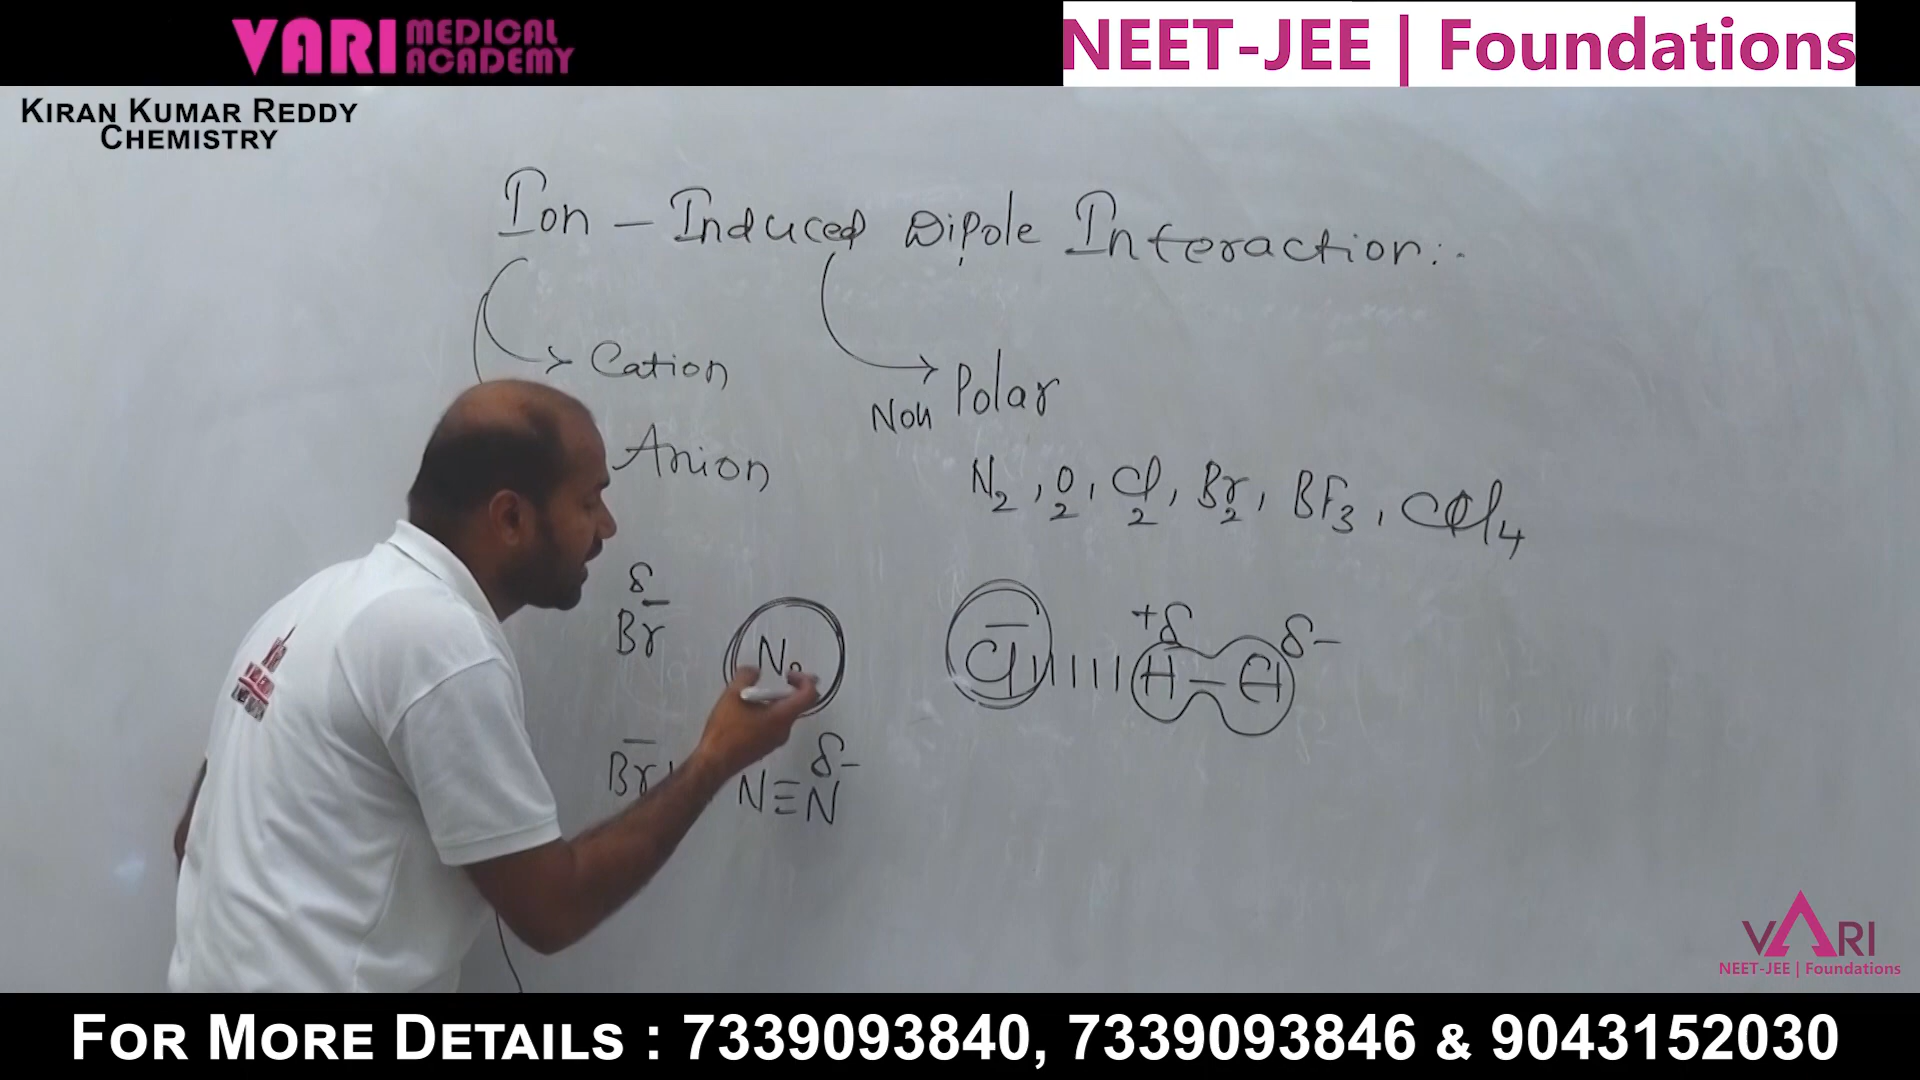 VARI MEDICAL ACADEMY
NEET-JEE | Foundations
KIRAN KUMAR REDDY
CHEMISTRY
Ion - Induced Dipole Interaction:-
Cation
Non Polar
Anion
N2, O2, Cl2, Br2, BF3, CCl4
δ-
Br
N2
Cl-
+δ
H-Cl
δ-
Br-
N≡N
δ-
VARI
NEET-JEE | Foundations
FOR MORE DETAILS : 7339093840, 7339093846 & 9043152030